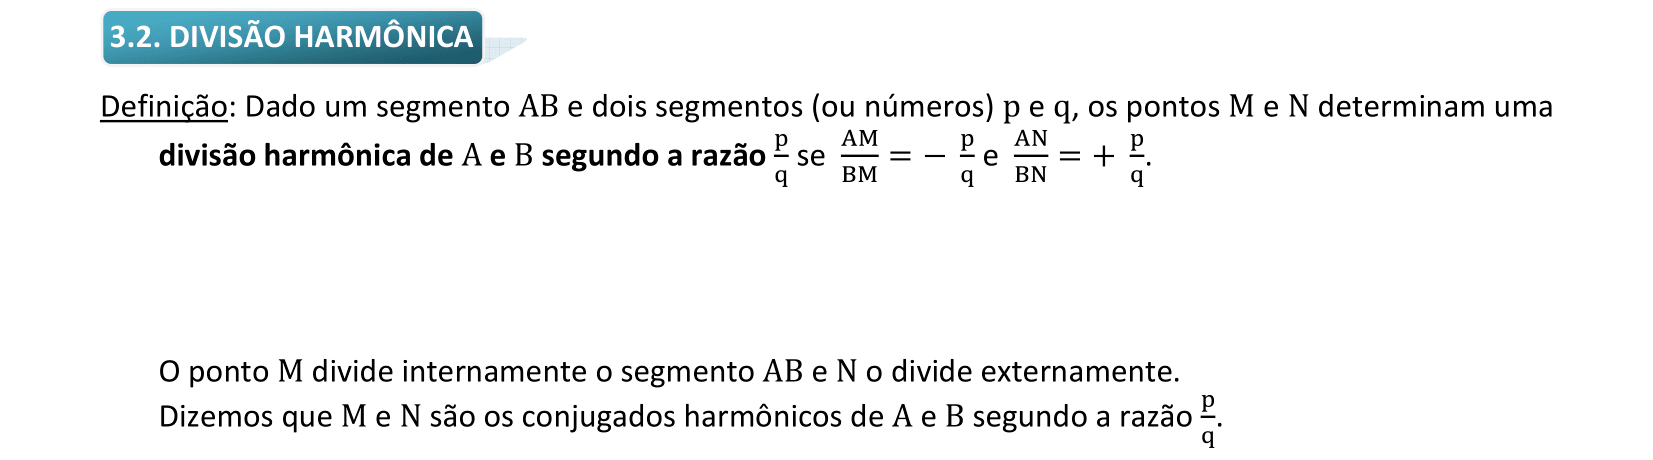 3.2. DIVISÃO HARMÔNICA
Definição: Dado um segmento AB e dois segmentos (ou números) p e q, os pontos M e N determinam uma
divisão harmônica de A e B segundo a razão p/q se AM/BM = − p/q e AN/BN = + p/q.
O ponto M divide internamente o segmento AB e N o divide externamente.
Dizemos que M e N são os conjugados harmônicos de A e B segundo a razão p/q.